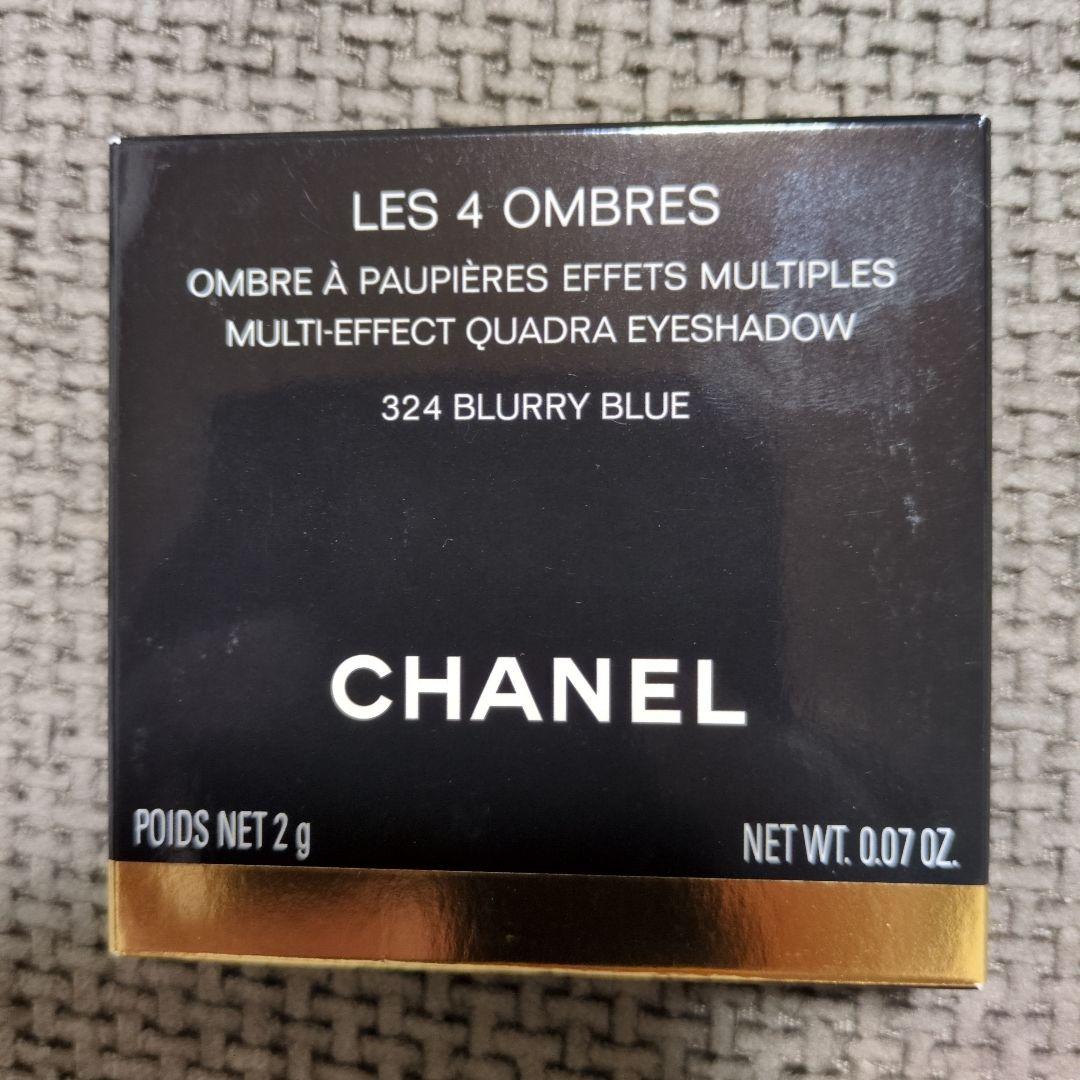 LES 4 OMBRES
OMBRE À PAUPIÈRES EFFETS MULTIPLES
MULTI-EFFECT QUADRA EYESHADOW
324 BLURRY BLUE
CHANEL
POIDS NET 2 g
NET WT. 0.07 OZ.